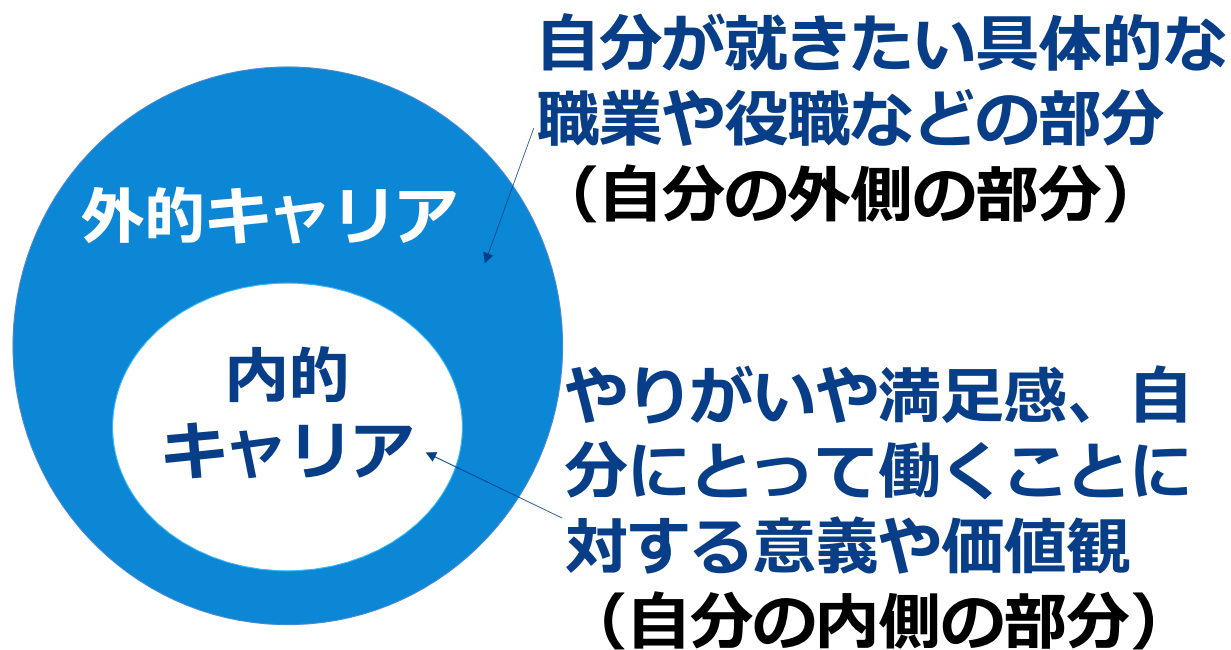 自分が就きたい具体的な
職業や役職などの部分
（自分の外側の部分）
外的キャリア
内的
キャリア
やりがいや満足感、自
分にとって働くことに
対する意義や価値観
（自分の内側の部分）